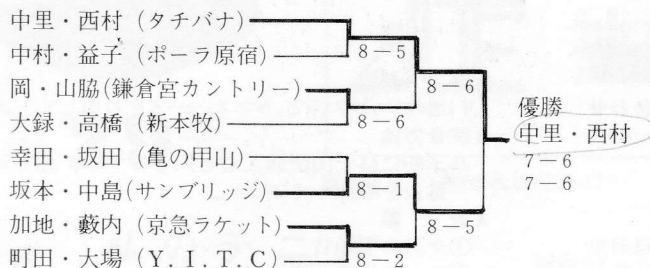 中里・西村（タチバナ）
中村・益子（ポーラ原宿）
8－5
岡・山脇（鎌倉宮カントリー）
8－6
大録・高橋（新本牧）
8－6
優勝
中里・西村
7－6
7－6
幸田・坂田（亀の甲山）
坂本・中島（サンブリッジ）
8－1
加地・藪内（京急ラケット）
8－5
町田・大場（Y．I．T．C）
8－2